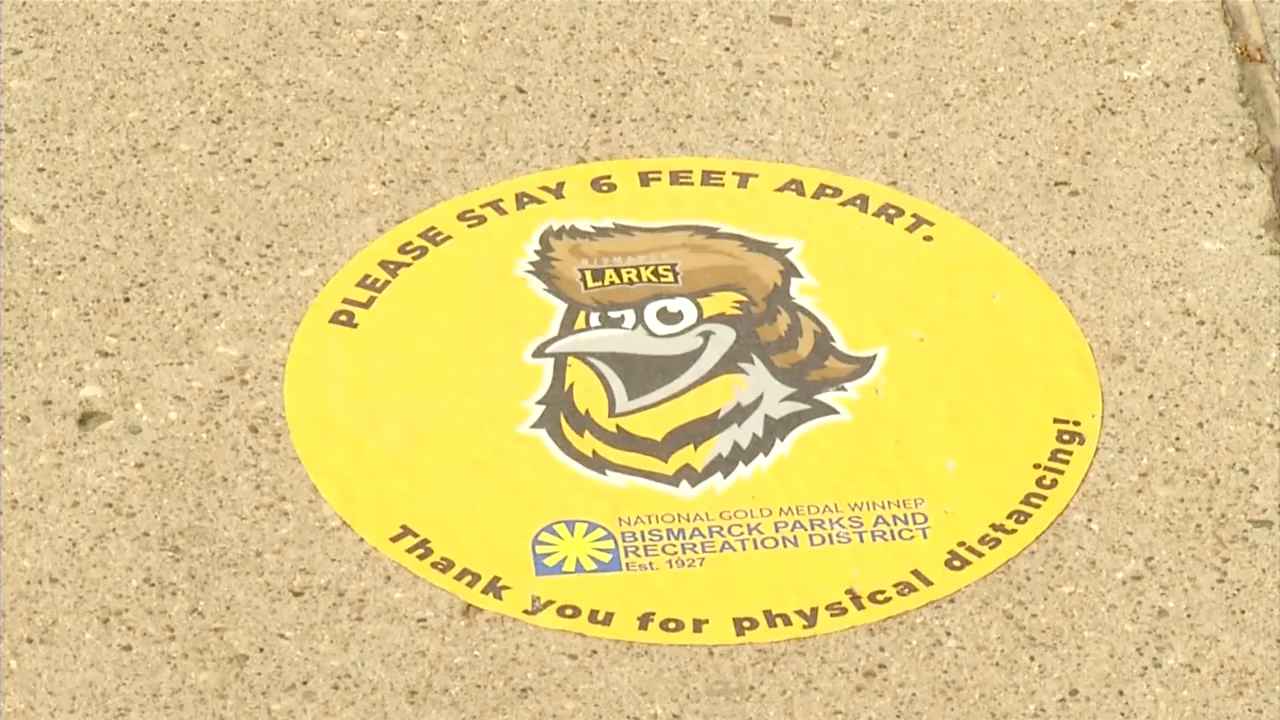 PLEASE STAY 6 FEET APART.
BISMARCK
LARKS
NATIONAL GOLD MEDAL WINNER
BISMARCK PARKS AND
RECREATION DISTRICT
Est. 1927
Thank you for physical distancing!